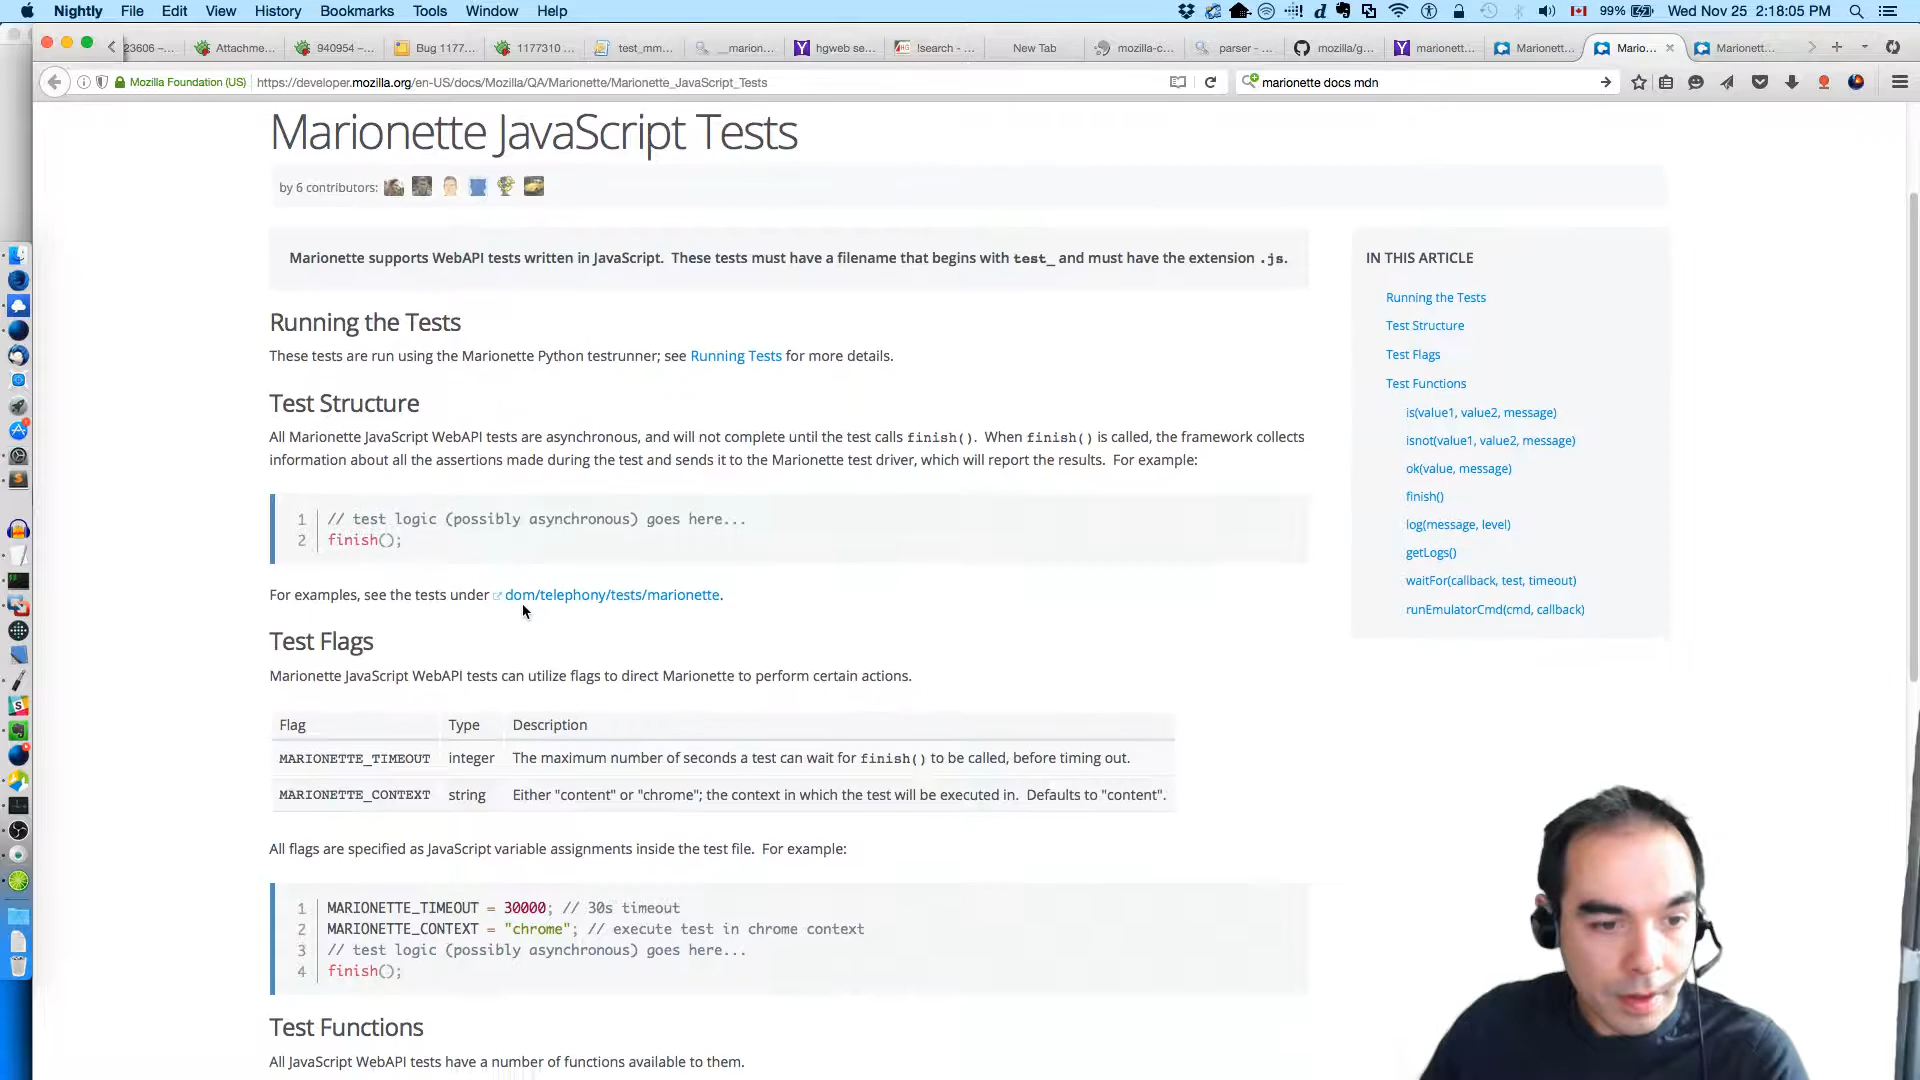 Nightly File Edit View History Bookmarks Tools Window Help 99% Wed Nov 25 2:18:05 PM
23606 –... Attachme... 940954 –... Bug 1177... 1177310 ... test_mm... __marion... hgweb se... !search - ... New Tab mozilla-c... parser - ... mozilla/g... marionett... Marionett... Mario... Marionett...
Mozilla Foundation (US) https://developer.mozilla.org/en-US/docs/Mozilla/QA/Marionette/Marionette_JavaScript_Tests marionette docs mdn
Marionette JavaScript Tests
by 6 contributors:
Marionette supports WebAPI tests written in JavaScript. These tests must have a filename that begins with test_ and must have the extension .js.
Running the Tests
These tests are run using the Marionette Python testrunner; see Running Tests for more details.
Test Structure
All Marionette JavaScript WebAPI tests are asynchronous, and will not complete until the test calls finish(). When finish() is called, the framework collects
information about all the assertions made during the test and sends it to the Marionette test driver, which will report the results. For example:
1 // test logic (possibly asynchronous) goes here...
2 finish();
For examples, see the tests under dom/telephony/tests/marionette.
Test Flags
Marionette JavaScript WebAPI tests can utilize flags to direct Marionette to perform certain actions.
Flag Type Description
MARIONETTE_TIMEOUT integer The maximum number of seconds a test can wait for finish() to be called, before timing out.
MARIONETTE_CONTEXT string Either "content" or "chrome"; the context in which the test will be executed in. Defaults to "content".
All flags are specified as JavaScript variable assignments inside the test file. For example:
1 MARIONETTE_TIMEOUT = 30000; // 30s timeout
2 MARIONETTE_CONTEXT = "chrome"; // execute test in chrome context
3 // test logic (possibly asynchronous) goes here...
4 finish();
Test Functions
All JavaScript WebAPI tests have a number of functions available to them.
IN THIS ARTICLE
Running the Tests
Test Structure
Test Flags
Test Functions
is(value1, value2, message)
isnot(value1, value2, message)
ok(value, message)
finish()
log(message, level)
getLogs()
waitFor(callback, test, timeout)
runEmulatorCmd(cmd, callback)